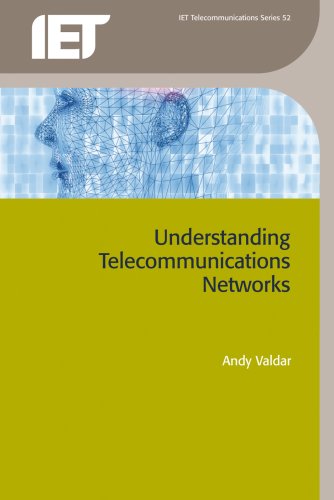 IET Telecommunications Series 52
IET
Understanding
Telecommunications
Networks
Andy Valdar